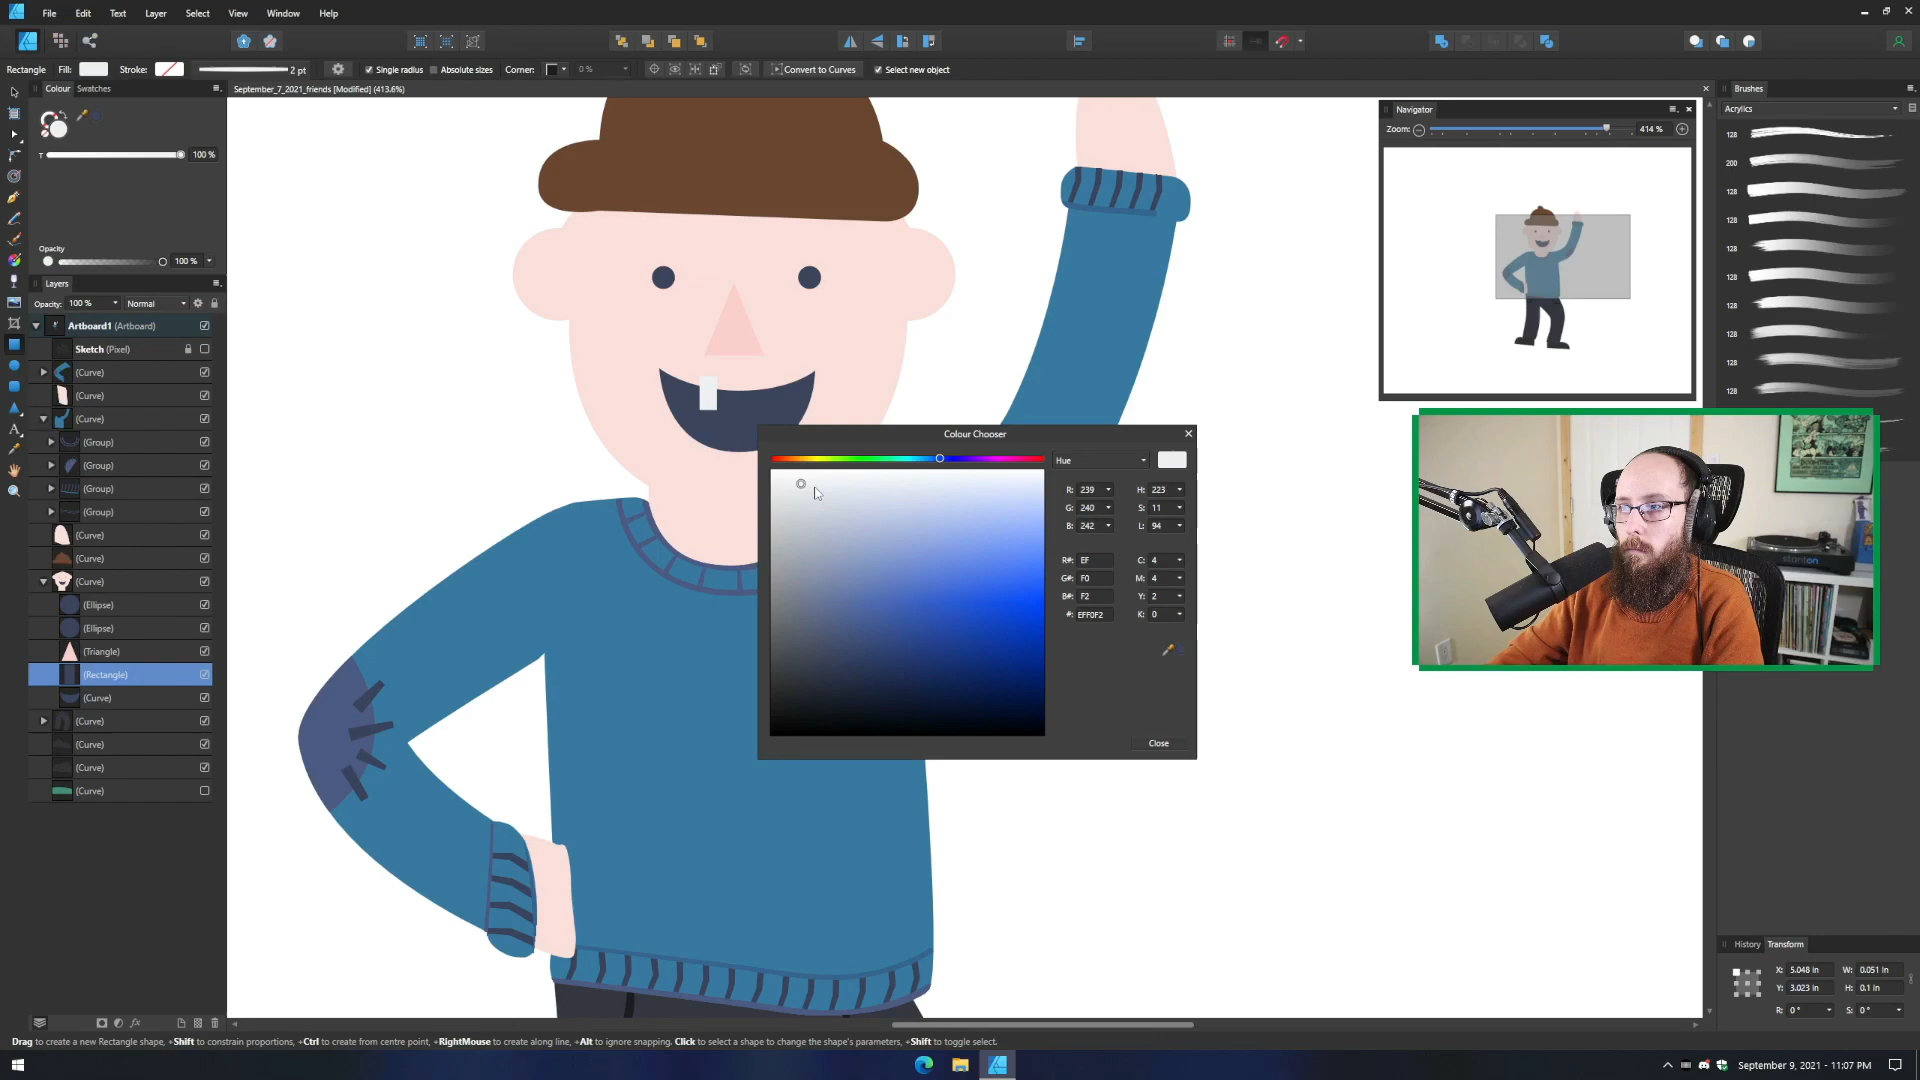 File Edit Text Layer Select View Window Help
Rectangle Fill: Stroke: 2 pt Single radius Absolute sizes Corner: 0 % Convert to Curves Select new object
Colour Swatches
September_7_2021_friends [Modified] (413.6%)
T 100 %
Opacity
100 %
Layers
Opacity: 100 % Normal
Artboard1 (Artboard)
Sketch (Pixel)
(Curve)
(Curve)
(Curve)
(Group)
(Group)
(Group)
(Group)
(Curve)
(Curve)
(Curve)
(Ellipse)
(Ellipse)
(Triangle)
(Rectangle)
(Curve)
(Curve)
(Curve)
(Curve)
(Curve)
Colour Chooser
Hue
R: 239 H: 223
G: 240 S: 11
B: 242 L: 94
R#: EF C: 4
G#: F0 M: 4
B#: F2 Y: 2
#: EFF0F2 K: 0
Close
Navigator
Zoom: 414 %
Brushes
Acrylics
128
200
128
128
128
128
128
128
128
128
stanton
History Transform
X: 5.048 in W: 0.051 in
Y: 3.023 in H: 0.1 in
R: 0 ° S: 0 °
fx
Drag to create a new Rectangle shape, +Shift to constrain proportions, +Ctrl to create from centre point, +RightMouse to create along line, +Alt to ignore snapping. Click to select a shape to change the shape's parameters, +Shift to toggle select.
September 9, 2021 - 11:07 PM